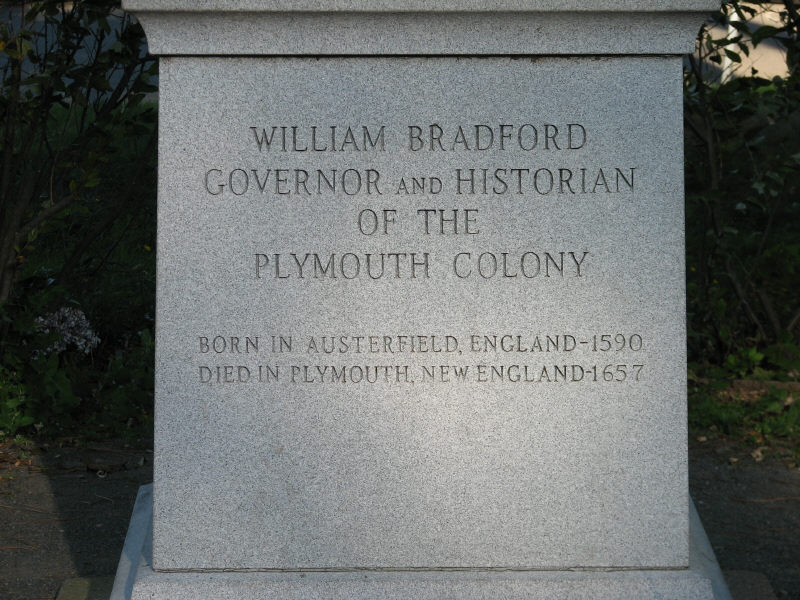 WILLIAM BRADFORD
GOVERNOR AND HISTORIAN
OF THE
PLYMOUTH COLONY
BORN IN AUSTERFIELD, ENGLAND-1590
DIED IN PLYMOUTH, NEW ENGLAND-1657